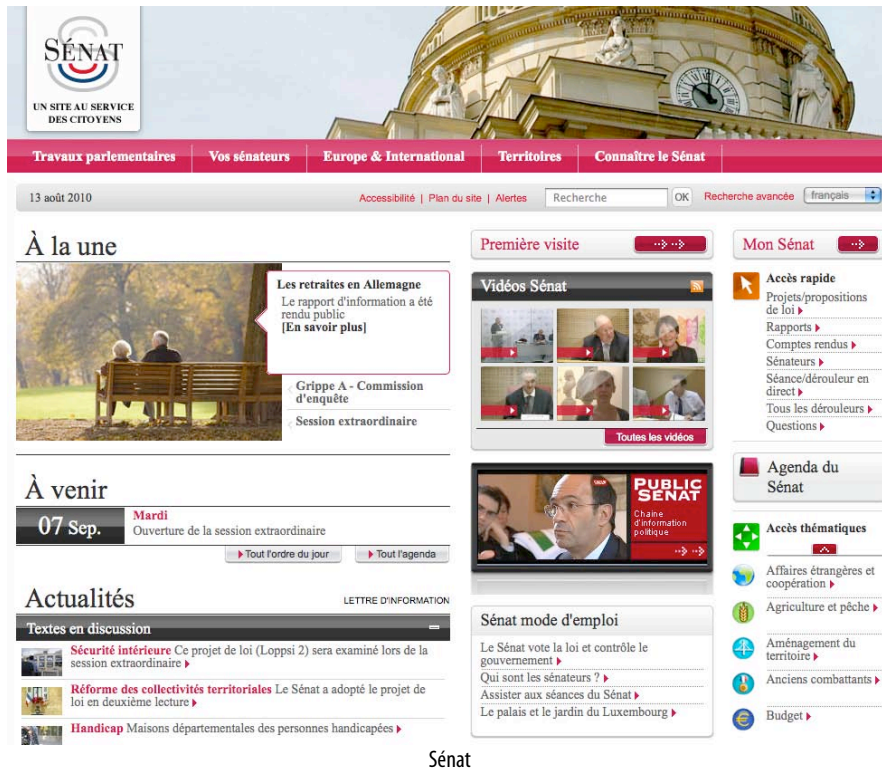 SÉNAT
UN SITE AU SERVICE
DES CITOYENS
Travaux parlementaires
Vos sénateurs
Europe & International
Territoires
Connaître le Sénat
13 août 2010
Accessibilité | Plan du site | Alertes
Recherche
OK
Recherche avancée
français
À la une
Les retraites en Allemagne
Le rapport d'information a été
rendu public
[En savoir plus]
Grippe A - Commission
d'enquête
Session extraordinaire
À venir
07 Sep.
Mardi
Ouverture de la session extraordinaire
Tout l'ordre du jour
Tout l'agenda
Actualités
LETTRE D'INFORMATION
Textes en discussion
Sécurité intérieure Ce projet de loi (Loppsi 2) sera examiné lors de la
session extraordinaire
Réforme des collectivités territoriales Le Sénat a adopté le projet de
loi en deuxième lecture
Handicap Maisons départementales des personnes handicapées
Première visite
Vidéos Sénat
Toutes les vidéos
PUBLIC
SENAT
Chaine
d'information
politique
Sénat mode d'emploi
Le Sénat vote la loi et contrôle le
gouvernement
Qui sont les sénateurs ?
Assister aux séances du Sénat
Le palais et le jardin du Luxembourg
Mon Sénat
Accès rapide
Projets/propositions
de loi
Rapports
Comptes rendus
Sénateurs
Séance/dérouleur en
direct
Tous les dérouleurs
Questions
Agenda du
Sénat
Accès thématiques
Affaires étrangères et
coopération
Agriculture et pêche
Aménagement du
territoire
Anciens combattants
Budget
Sénat